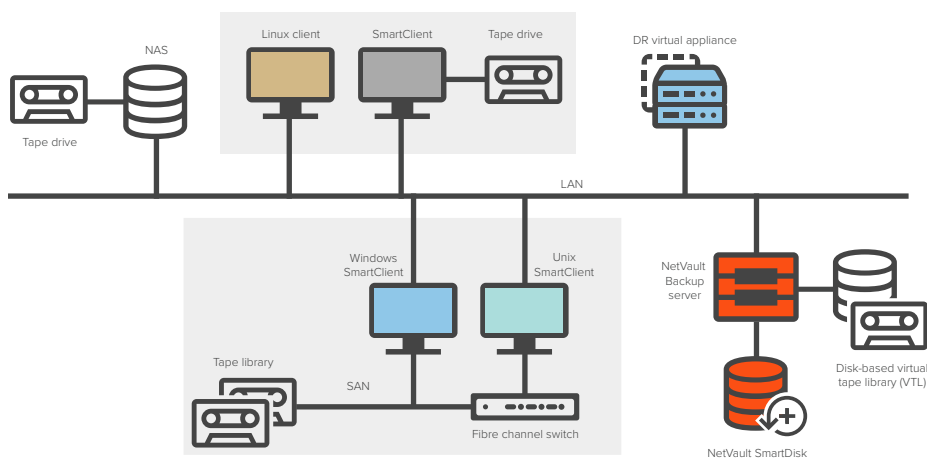 Linux client
SmartClient
Tape drive
DR virtual appliance
NAS
Tape drive
LAN
Windows
SmartClient
Unix
SmartClient
NetVault
Backup
server
Tape library
SAN
Fibre channel switch
Disk-based virtual
tape library (VTL)
NetVault SmartDisk